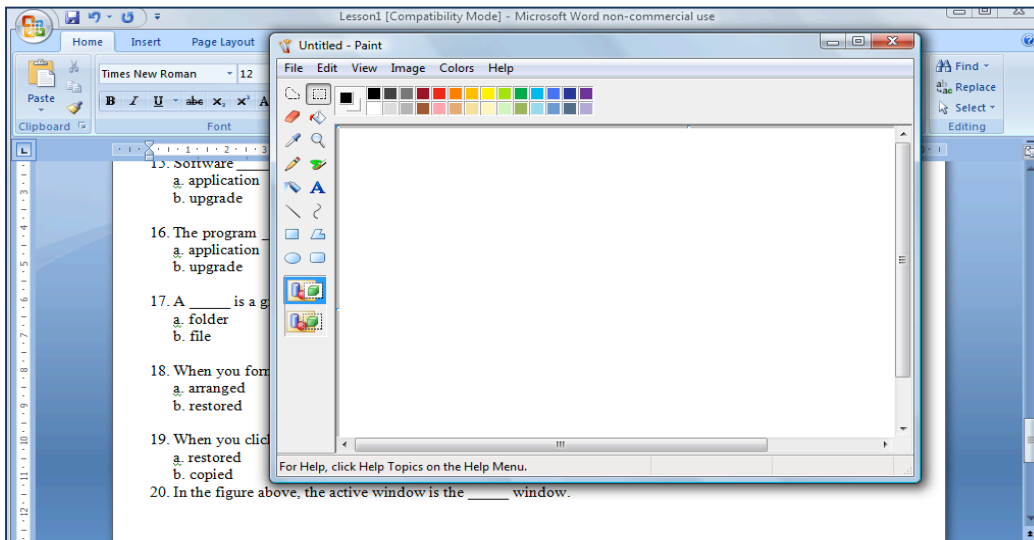 Lesson1 [Compatibility Mode] - Microsoft Word non-commercial use
Home Insert Page Layout
Untitled - Paint
File Edit View Image Colors Help
Times New Roman 12
Paste
Find
Replace
Select
B I U abc x₂ x² A
Clipboard Font Editing
15. Software _____
a. application
b. upgrade
16. The program _
a. application
b. upgrade
17. A _____ is a g
a. folder
b. file
18. When you for
a. arranged
b. restored
19. When you clic
a. restored
b. copied
For Help, click Help Topics on the Help Menu.
20. In the figure above, the active window is the _____ window.